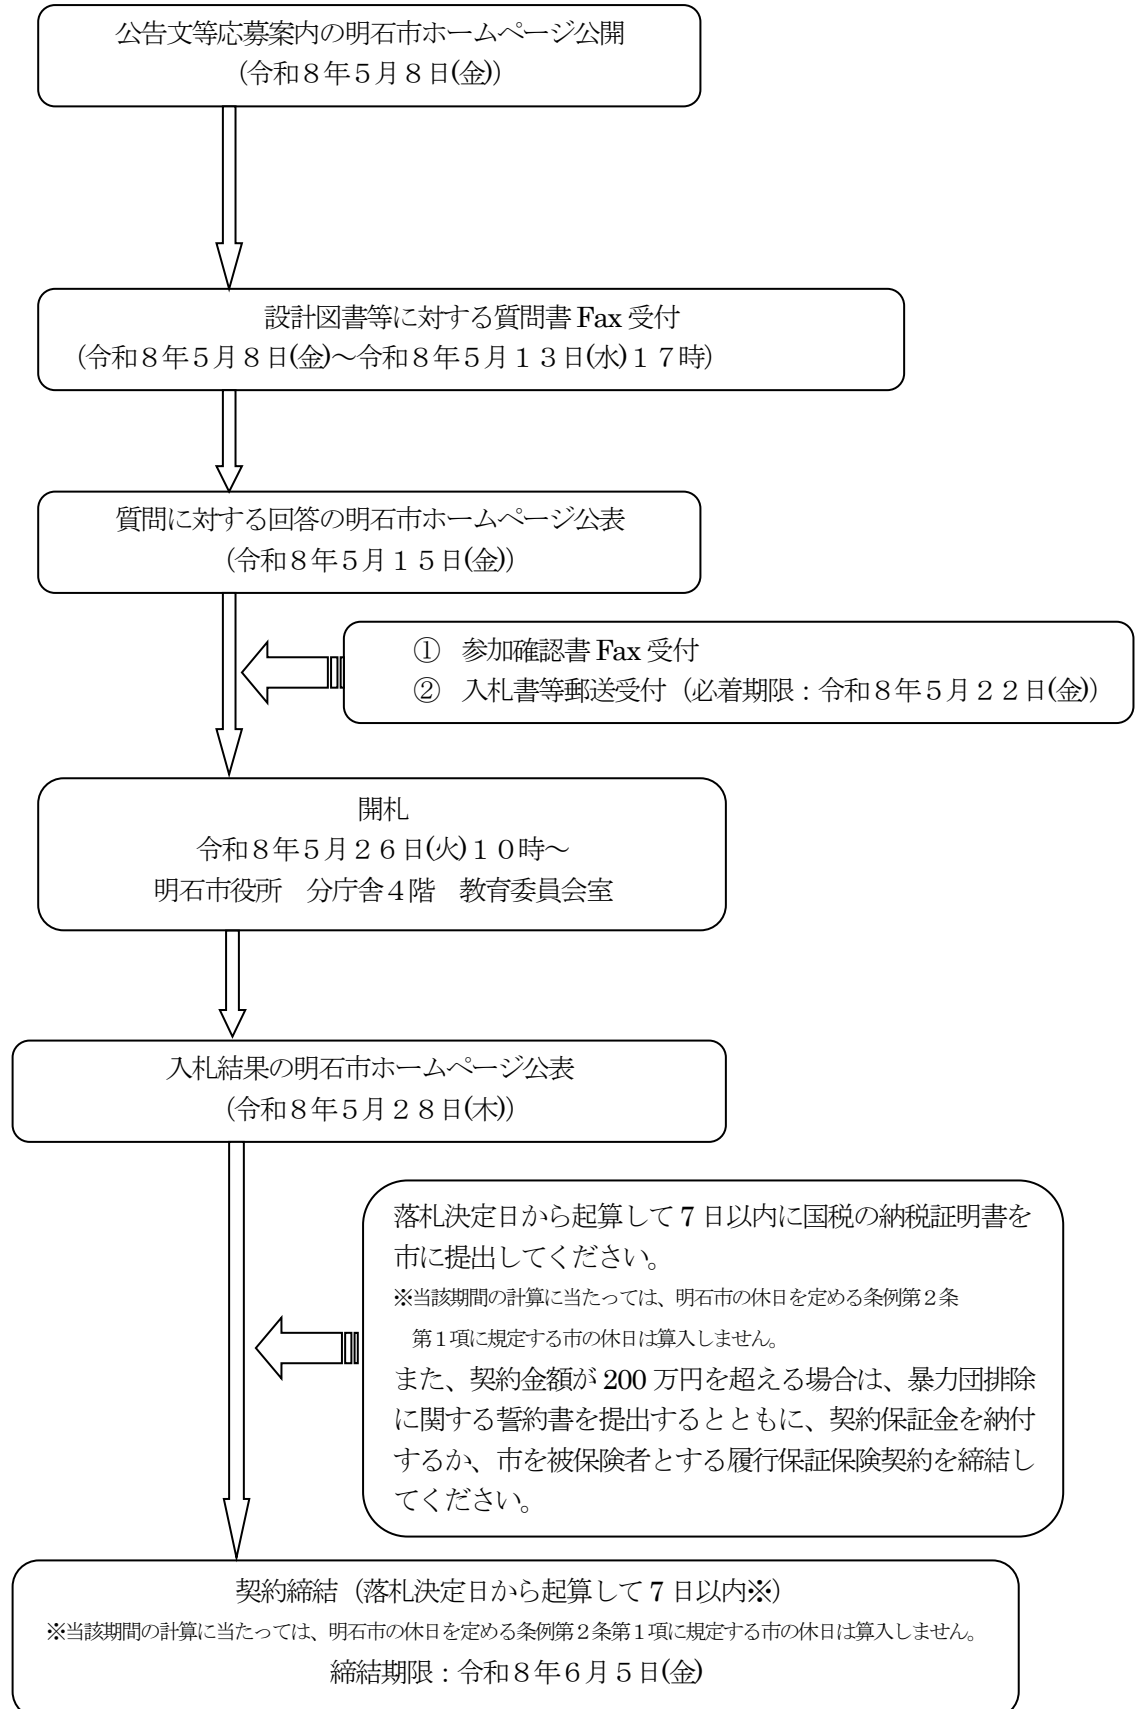 公告文等応募案内の明石市ホームページ公開
（令和８年５月８日(金)）
設計図書等に対する質問書 Fax 受付
（令和８年５月８日(金)～令和８年５月１３日(水)１７時）
質問に対する回答の明石市ホームページ公表
（令和８年５月１５日(金)）
① 参加確認書 Fax 受付
② 入札書等郵送受付（必着期限：令和８年５月２２日(金)）
開札
令和８年５月２６日(火)１０時～
明石市役所　分庁舎４階　教育委員会室
入札結果の明石市ホームページ公表
（令和８年５月２８日(木)）
落札決定日から起算して 7 日以内に国税の納税証明書を
市に提出してください。
※当該期間の計算に当たっては、明石市の休日を定める条例第２条
第１項に規定する市の休日は算入しません。
また、契約金額が 200 万円を超える場合は、暴力団排除
に関する誓約書を提出するとともに、契約保証金を納付
するか、市を被保険者とする履行保証保険契約を締結し
てください。
契約締結（落札決定日から起算して 7 日以内※）
※当該期間の計算に当たっては、明石市の休日を定める条例第２条第１項に規定する市の休日は算入しません。
締結期限：令和８年６月５日(金)